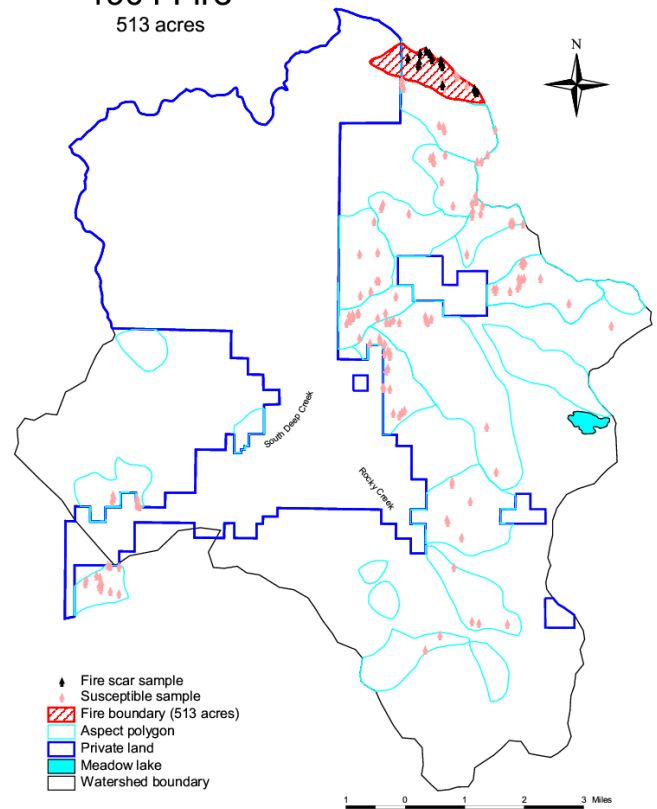 513 acres
N
South Deep Creek
Rocky Creek
Fire scar sample
Susceptible sample
Fire boundary (513 acres)
Aspect polygon
Private land
Meadow lake
Watershed boundary
1 0 1 2 3 Miles